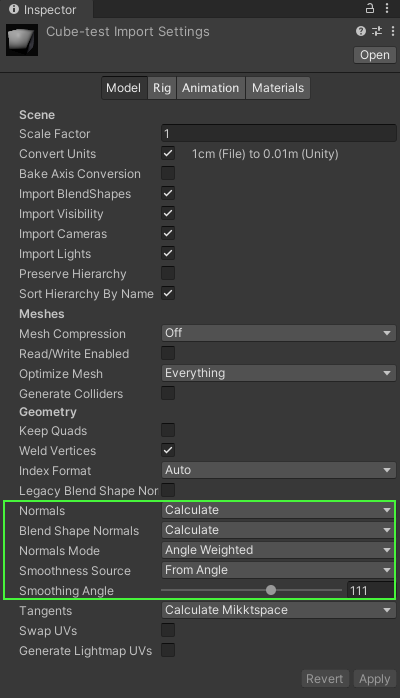 Inspector
Cube-test Import Settings
Open
Model Rig Animation Materials
Scene
Scale Factor 1
Convert Units 1cm (File) to 0.01m (Unity)
Bake Axis Conversion
Import BlendShapes
Import Visibility
Import Cameras
Import Lights
Preserve Hierarchy
Sort Hierarchy By Name
Meshes
Mesh Compression Off
Read/Write Enabled
Optimize Mesh Everything
Generate Colliders
Geometry
Keep Quads
Weld Vertices
Index Format Auto
Legacy Blend Shape Nor
Normals Calculate
Blend Shape Normals Calculate
Normals Mode Angle Weighted
Smoothness Source From Angle
Smoothing Angle 111
Tangents Calculate Mikktspace
Swap UVs
Generate Lightmap UVs
Revert Apply